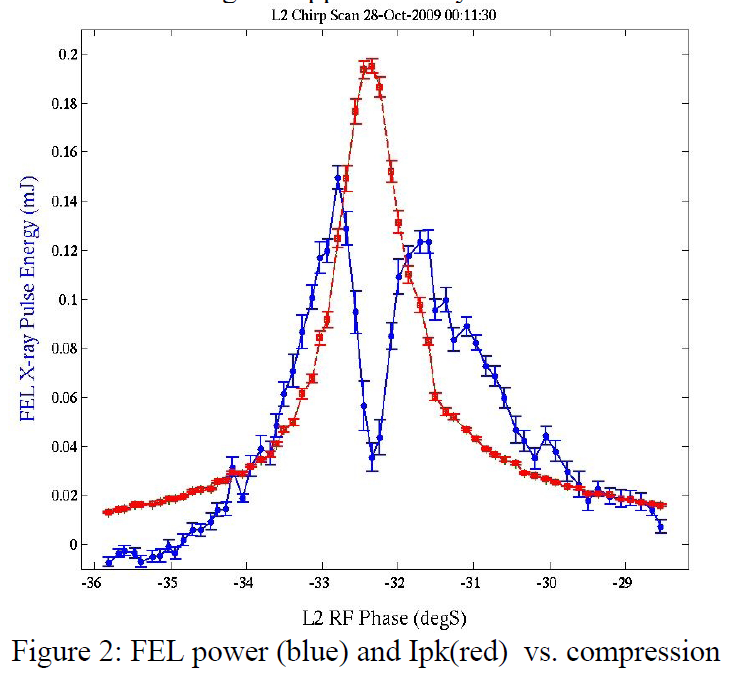 L2 Chirp Scan 28-Oct-2009 00:11:30
0.2
0.18
0.16
0.14
0.12
0.1
0.08
0.06
0.04
0.02
0
FEL X-ray Pulse Energy (mJ)
-36 -35 -34 -33 -32 -31 -30 -29
L2 RF Phase (degS)
Figure 2: FEL power (blue) and Ipk(red) vs. compression